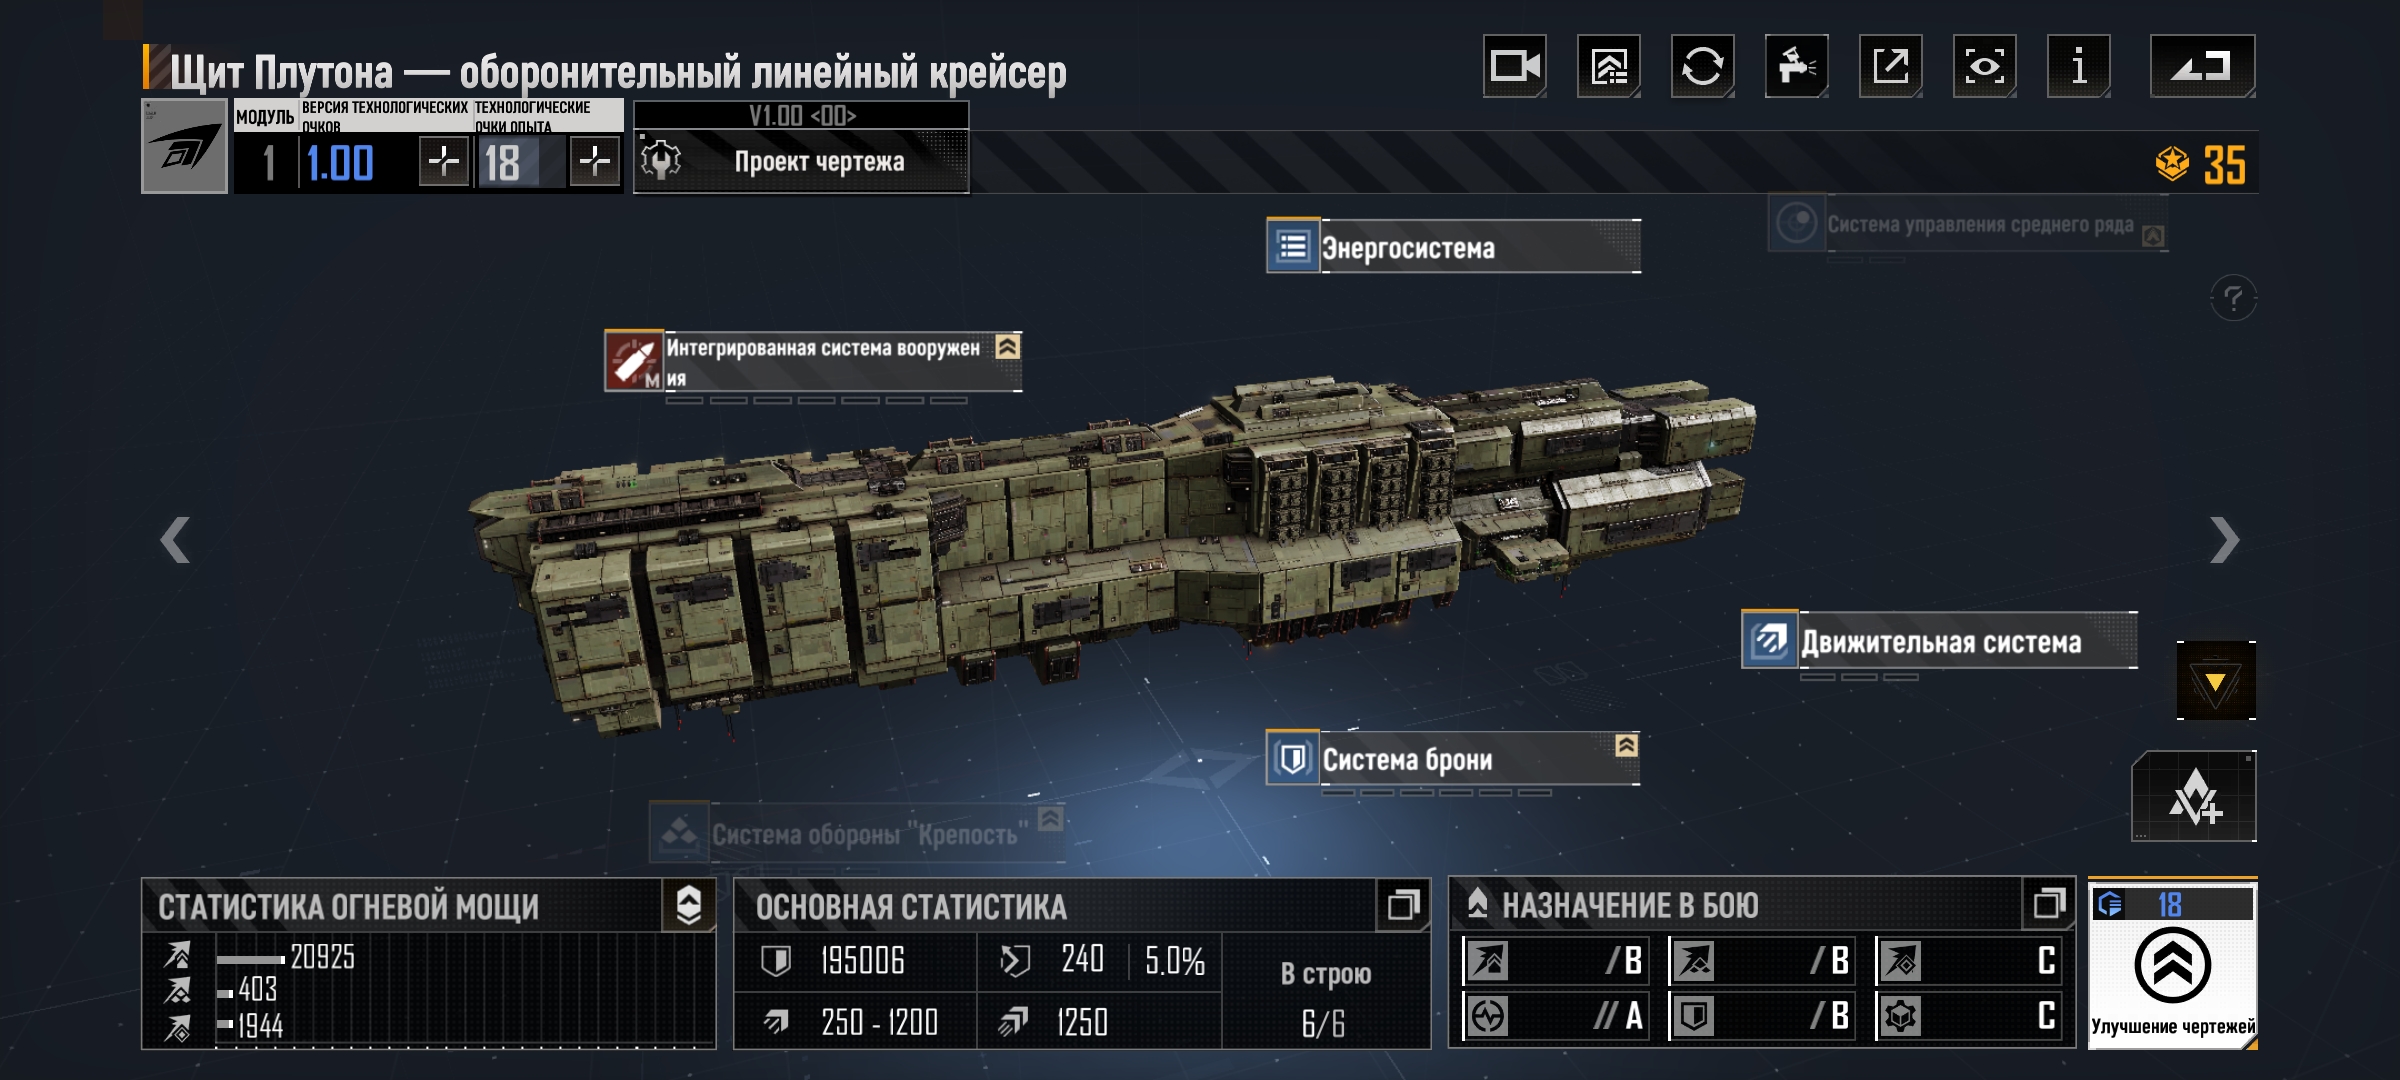 Щит Плутона — оборонительный линейный крейсер
МОДУЛЬ
ВЕРСИЯ ТЕХНОЛОГИЧЕСКИХ
ОЧКОВ
ТЕХНОЛОГИЧЕСКИЕ
ОЧКИ ОПЫТА
1
1.00
18
V1.00 <00>
Проект чертежа
35
Энергосистема
Система управления среднего ряда
?
Интегрированная система вооружен
ия
M
Движительная система
Система брони
Система обороны "Крепость"
СТАТИСТИКА ОГНЕВОЙ МОЩИ
20925
403
1944
ОСНОВНАЯ СТАТИСТИКА
195006
240
5.0%
250 - 1200
1250
В строю
6/6
НАЗНАЧЕНИЕ В БОЮ
/ B
/ B
C
// A
/ B
C
18
Улучшение чертежей